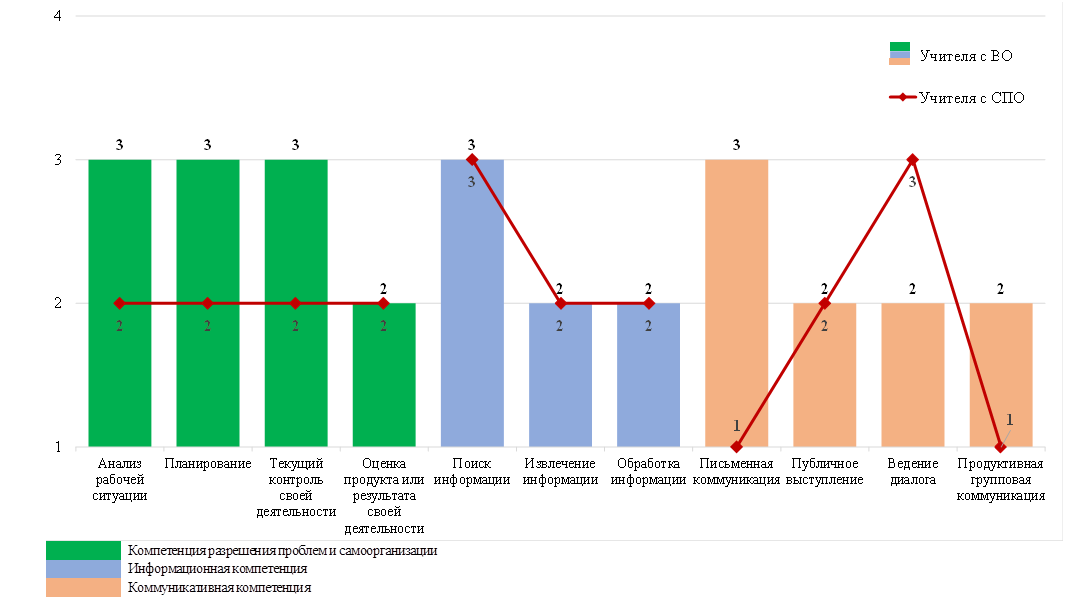 4
Учителя с ВО
Учителя с СПО
3 3 3 3 3
3
3 3
2 2 2 2 2 2 2
2 2 2 2 2 2 2
1 1
1
Анализ Планирование Текущий Оценка Поиск Извлечение Обработка Письменная Публичное Ведение Продуктивная
рабочей контроль продукта или информации информации информации коммуникация выступление диалога групповая
ситуации своей результата коммуникация
деятельности своей
деятельности
Компетенция разрешения проблем и самоорганизации
Информационная компетенция
Коммуникативная компетенция